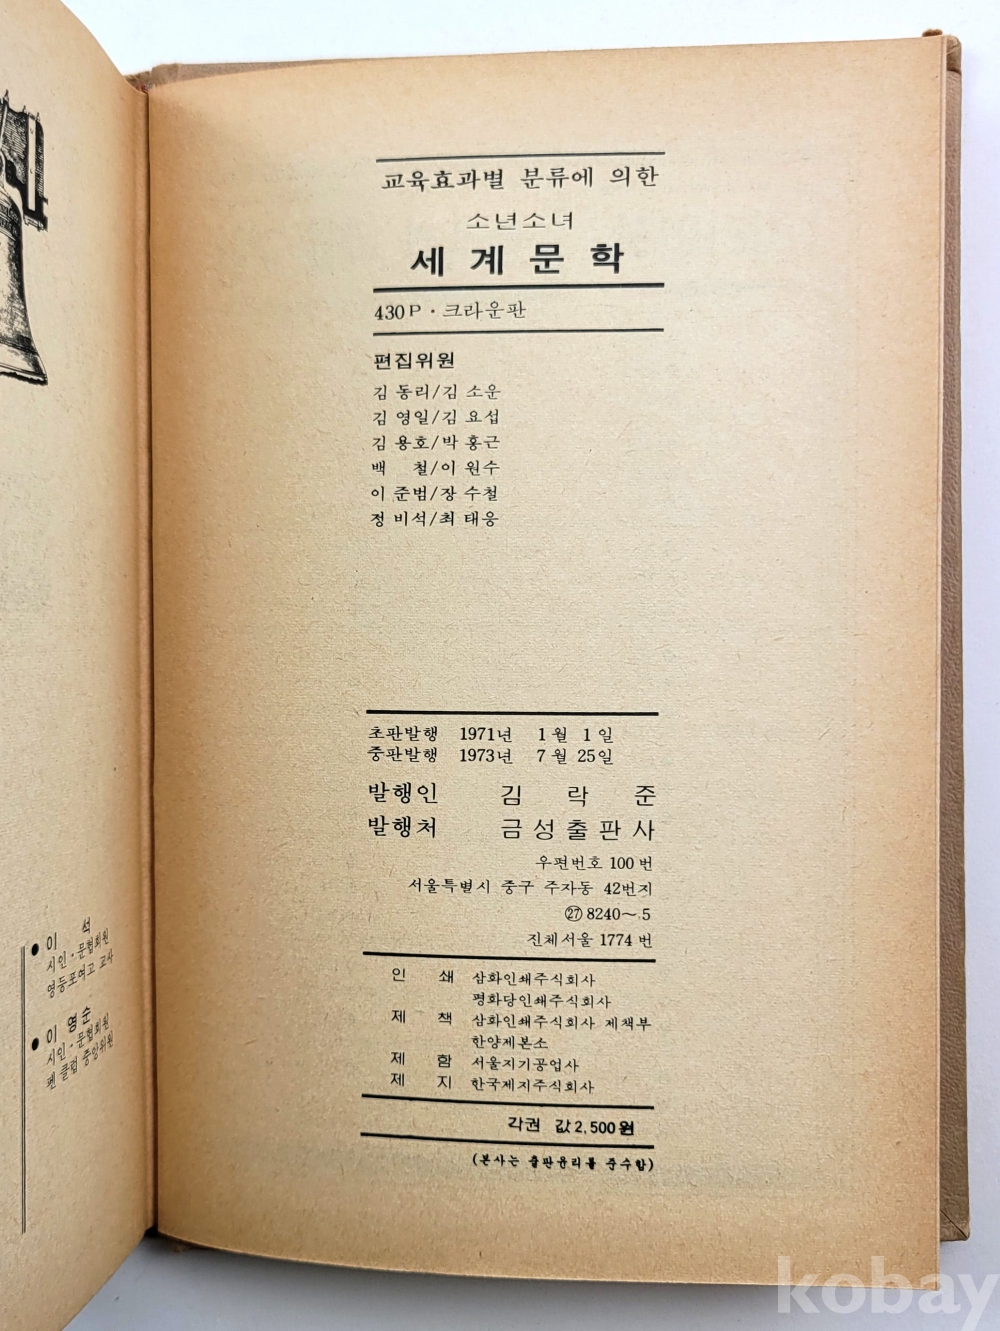 이 석
시인·문협회원
영등포여고 교사
이 영순
시인·문협회원
펜 클럽 중앙위원
교육효과별 분류에 의한
소년소녀
세계문학
430P·크라운판
편집위원
김 동리/김 소운
김 영일/김 요섭
김 용호/박 홍근
백 철/이 원수
이 준범/장 수철
정 비석/최 태응
초판발행 1971년 1월 1일
중판발행 1973년 7월 25일
발행인 김 락 준
발행처 금성출판사
우편번호 100번
서울특별시 중구 주자동 42번지
㉗8240~5
진체서울 1774번
인 쇄 삼화인쇄주식회사
평화당인쇄주식회사
제 책 삼화인쇄주식회사 제책부
한양제본소
제 함 서울지기공업사
제 지 한국제지주식회사
각권 값2,500원
(본사는 출판윤리를 준수함)
kobay